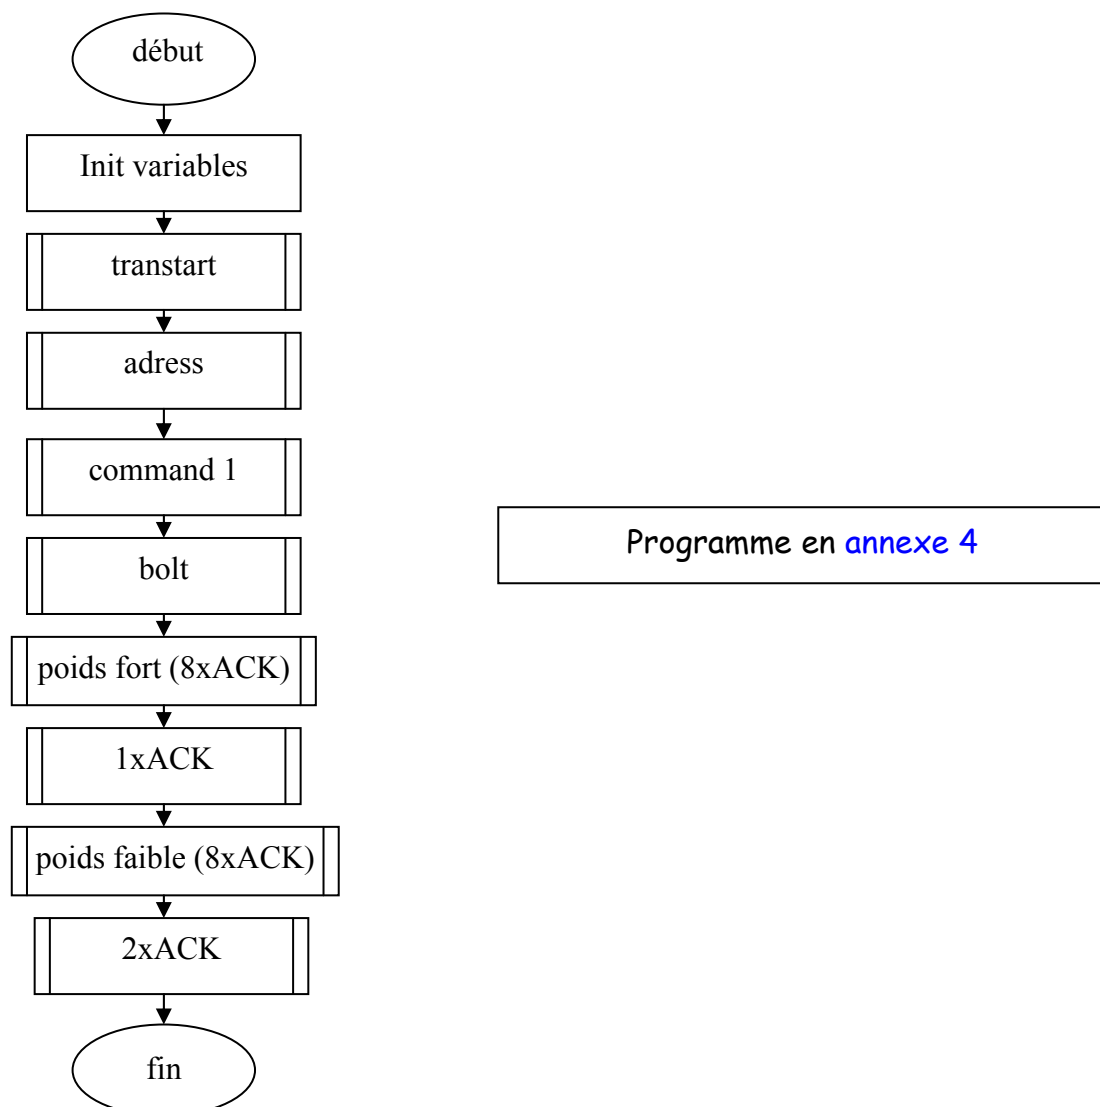 début
Init variables
transtart
adress
command 1
bolt
poids fort (8xACK)
1xACK
poids faible (8xACK)
2xACK
fin
Programme en annexe 4